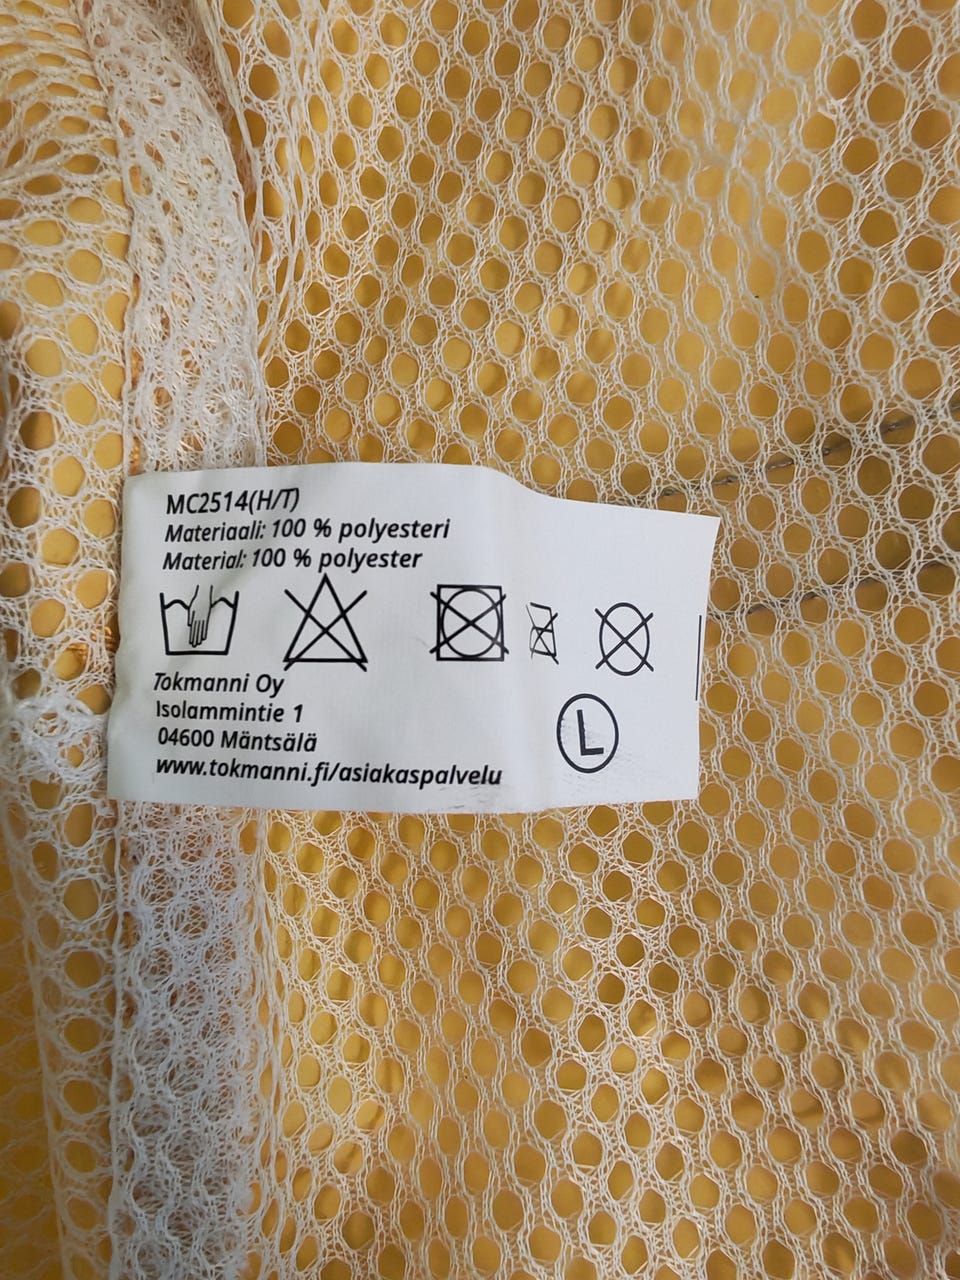 MC2514(H/T)
Materiaali: 100 % polyesteri
Material: 100 % polyester
Tokmanni Oy
Isolammintie 1
04600 Mäntsälä
www.tokmanni.fi/asiakaspalvelu
L